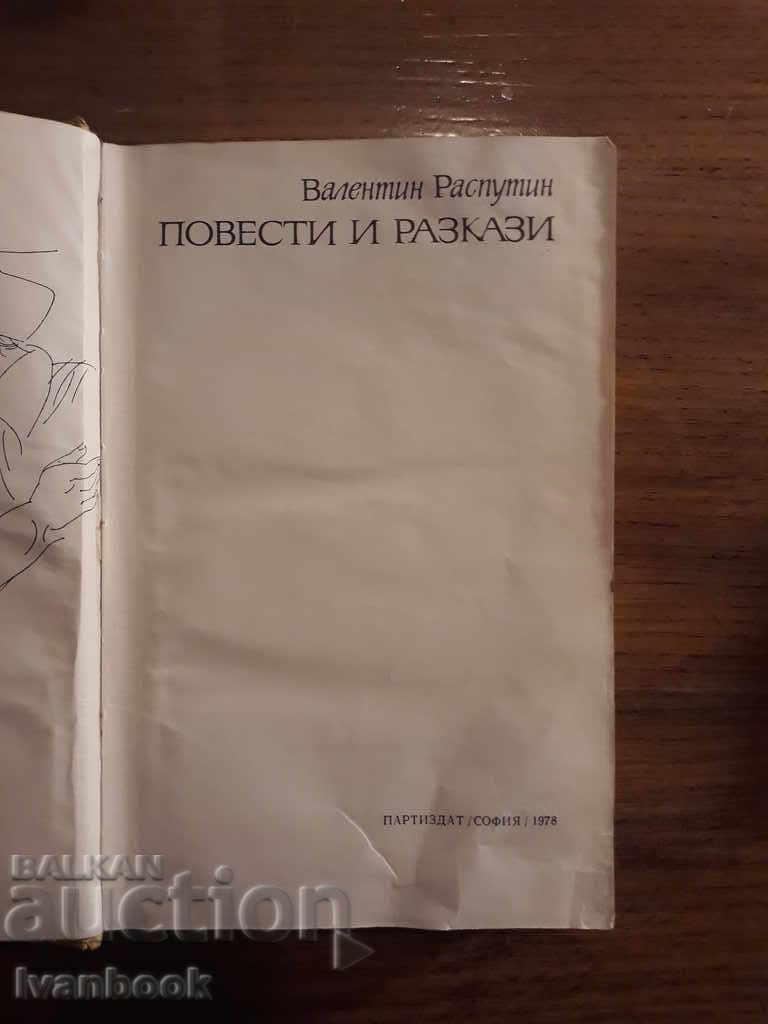 Валентин Распутин
ПОВЕСТИ И РАЗКАЗИ
ПАРТИЗДАТ /СОФИЯ/ 1978
BALKAN
auction
Ivanbook